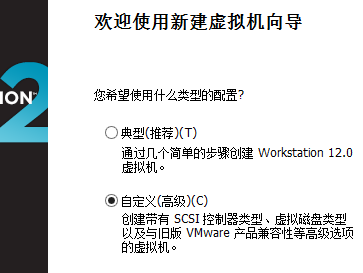 欢迎使用新建虚拟机向导
ION™
2
您希望使用什么类型的配置?
典型(推荐)(T)
通过几个简单的步骤创建 Workstation 12.0
虚拟机。
自定义(高级)(C)
创建带有 SCSI 控制器类型、虚拟磁盘类型
以及与旧版 VMware 产品兼容性等高级选项
的虚拟机。